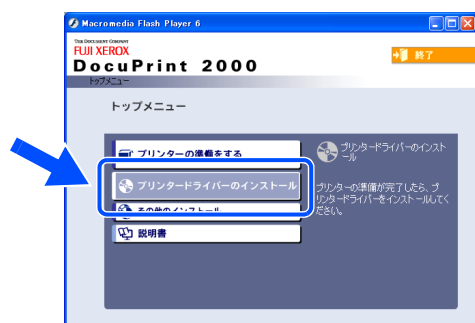 Macromedia Flash Player 6
THE DOCUMENT COMPANY
FUJI XEROX
DocuPrint 2000
終了
トップメニュー
トップメニュー
プリンターの準備をする
プリンタードライバーのインストール
その他のインストール
説明書
プリンタードライバーのインスト
ール
プリンターの準備が完了したら、プ
リンタードライバーをインストールしてく
ださい。